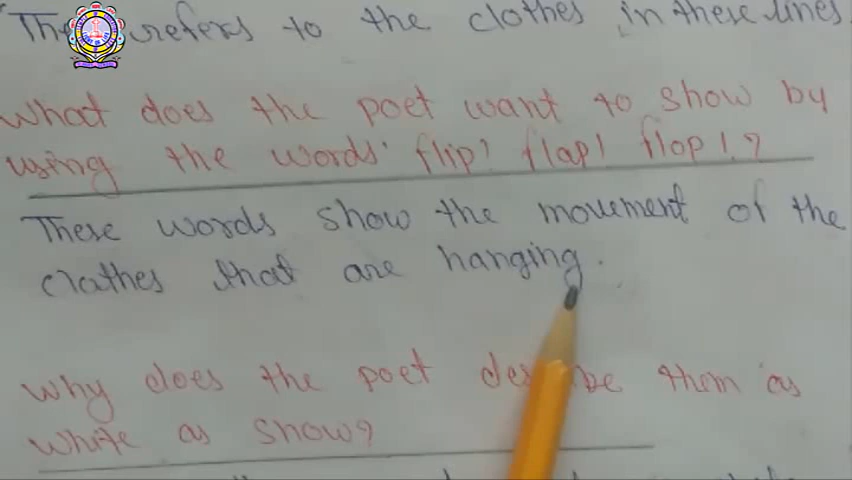 The refers to the clothes in these lines.
What does the poet want to show by
using the words' flip! flap! flop!.?
These words show the movement of the
clothes that are hanging.
Why does the poet them as
white as show?